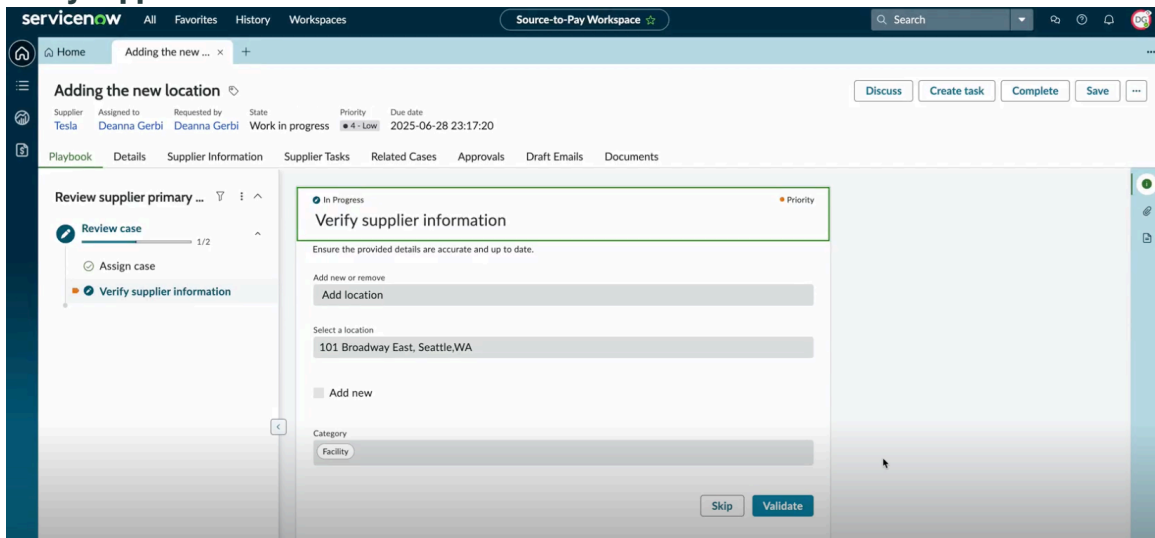 servicenow All Favorites History Workspaces Source-to-Pay Workspace Search DG
Home Adding the new ... × +
Adding the new location
Discuss Create task Complete Save
Supplier Assigned to Requested by State Priority Due date
Tesla Deanna Gerbi Deanna Gerbi Work in progress 4 - Low 2025-06-28 23:17:20
Playbook Details Supplier Information Supplier Tasks Related Cases Approvals Draft Emails Documents
Review supplier primary ...
Review case
1/2
Assign case
Verify supplier information
In Progress Priority
Verify supplier information
Ensure the provided details are accurate and up to date.
Add new or remove
Add location
Select a location
101 Broadway East, Seattle,WA
Add new
Category
Facility
Skip Validate